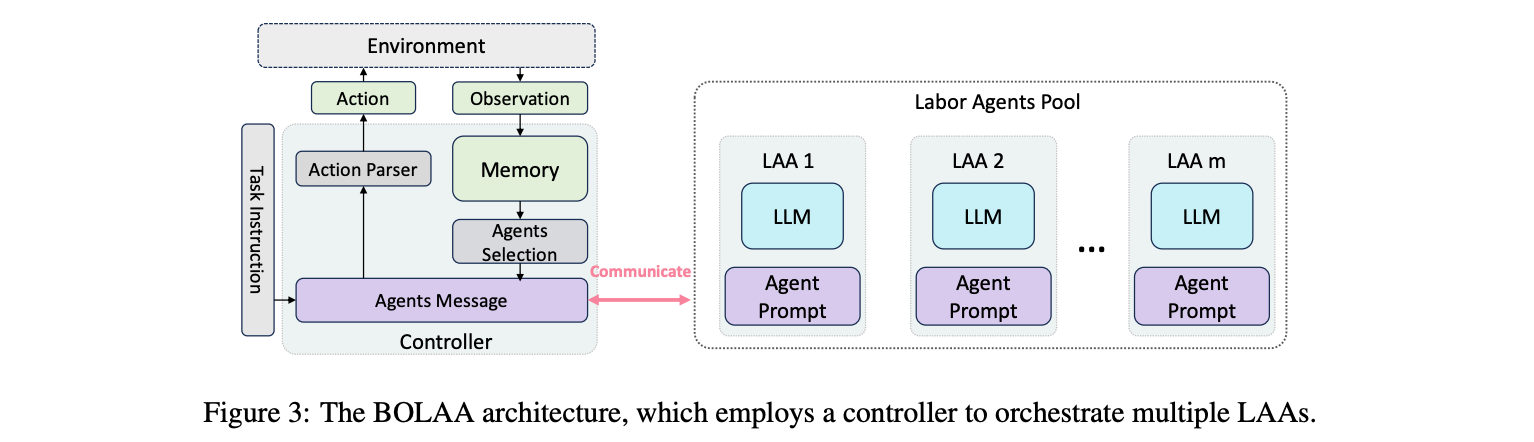 Environment
Action
Observation
Task Instruction
Action Parser
Memory
Agents
Selection
Agents Message
Controller
Communicate
Labor Agents Pool
LAA 1
LLM
Agent
Prompt
LAA 2
LLM
Agent
Prompt
...
LAA m
LLM
Agent
Prompt
Figure 3: The BOLAA architecture, which employs a controller to orchestrate multiple LAAs.